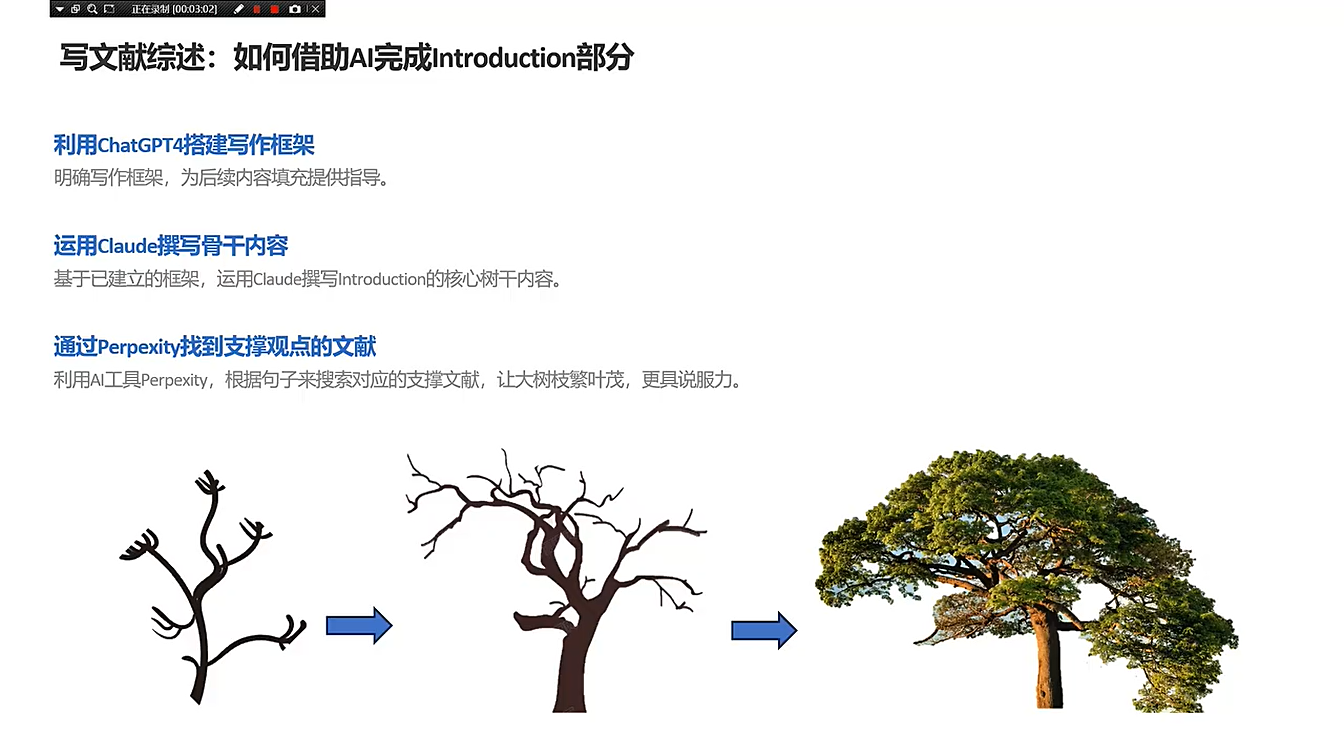 正在录制 [00:03:02]
写文献综述：如何借助AI完成Introduction部分
利用ChatGPT4搭建写作框架
明确写作框架，为后续内容填充提供指导。
运用Claude撰写骨干内容
基于已建立的框架，运用Claude撰写Introduction的核心树干内容。
通过Perpexity找到支撑观点的文献
利用AI工具Perpexity，根据句子来搜索对应的支撑文献，让大树枝繁叶茂，更具说服力。